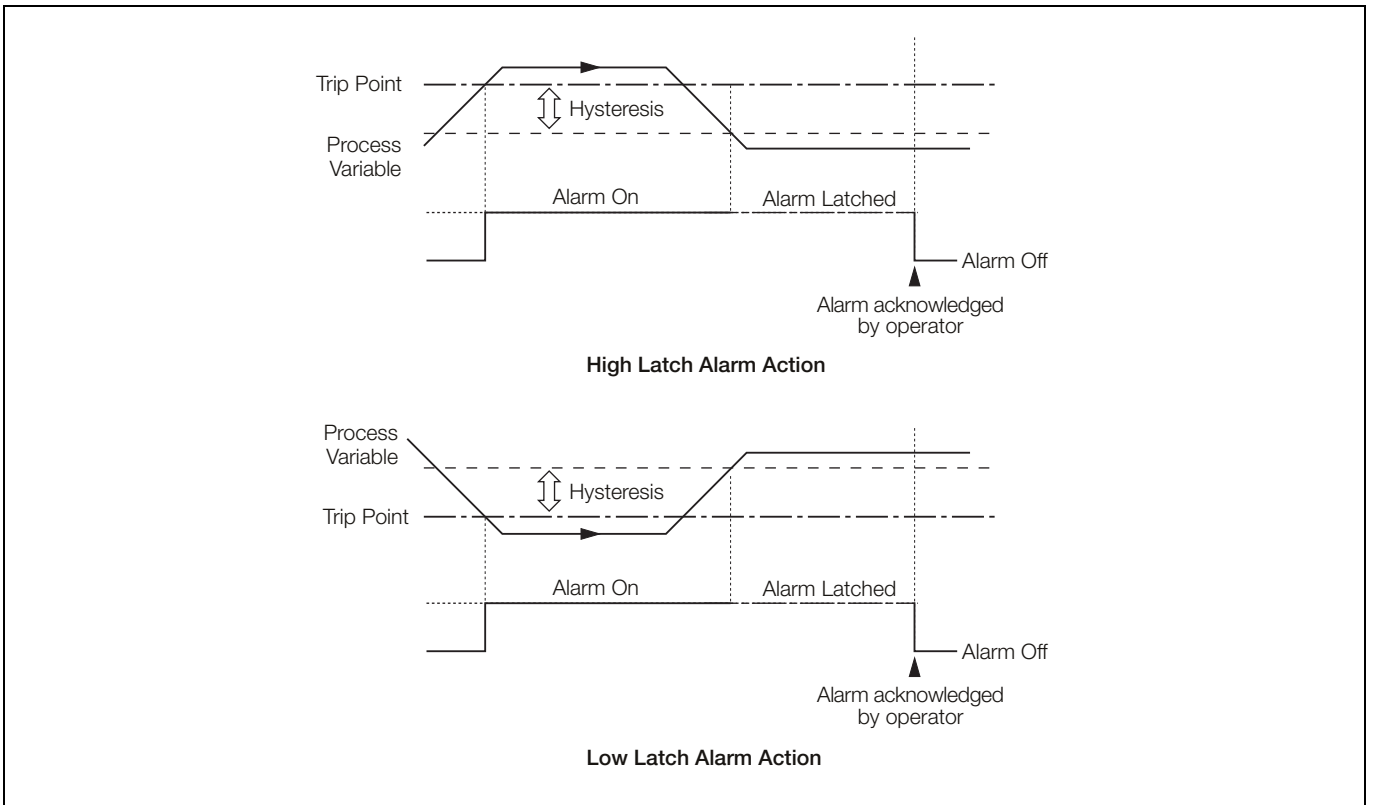 Trip Point
Hysteresis
Process
Variable
Alarm On
Alarm Latched
Alarm Off
Alarm acknowledged
by operator
High Latch Alarm Action
Process
Variable
Hysteresis
Trip Point
Alarm On
Alarm Latched
Alarm Off
Alarm acknowledged
by operator
Low Latch Alarm Action